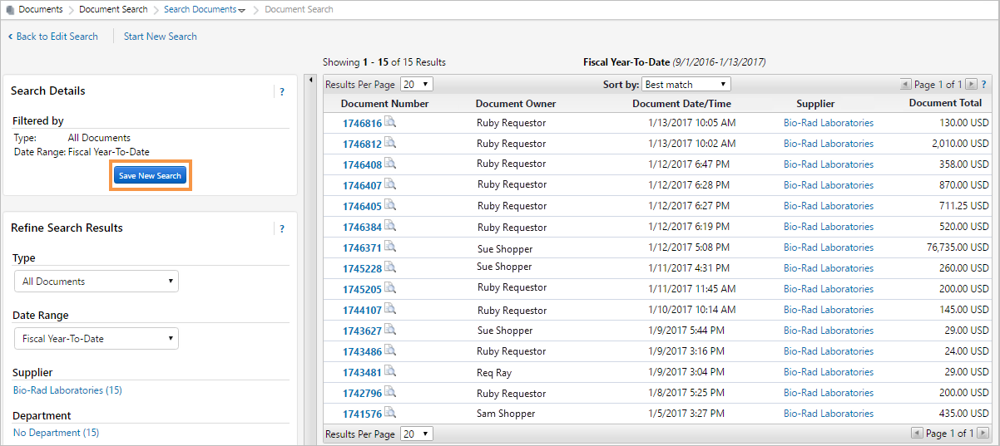 Documents Document Search Search Documents Document Search
Back to Edit Search Start New Search
Showing 1 - 15 of 15 Results Fiscal Year-To-Date (9/1/2016-1/13/2017)
Search Details ?
Filtered by
Type: All Documents
Date Range: Fiscal Year-To-Date
Save New Search
Refine Search Results ?
Type
All Documents
Date Range
Fiscal Year-To-Date
Supplier
Bio-Rad Laboratories (15)
Department
No Department (15)
Results Per Page 20 Sort by: Best match Page 1 of 1 ?
Document Number Document Owner Document Date/Time Supplier Document Total
1746816 Ruby Requestor 1/13/2017 10:05 AM Bio-Rad Laboratories 130.00 USD
1746812 Ruby Requestor 1/13/2017 10:02 AM Bio-Rad Laboratories 2,010.00 USD
1746408 Ruby Requestor 1/12/2017 6:47 PM Bio-Rad Laboratories 358.00 USD
1746407 Ruby Requestor 1/12/2017 6:28 PM Bio-Rad Laboratories 870.00 USD
1746405 Ruby Requestor 1/12/2017 6:27 PM Bio-Rad Laboratories 711.25 USD
1746384 Ruby Requestor 1/12/2017 6:19 PM Bio-Rad Laboratories 520.00 USD
1746371 Sue Shopper 1/12/2017 5:08 PM Bio-Rad Laboratories 76,735.00 USD
1745228 Sue Shopper 1/11/2017 4:31 PM Bio-Rad Laboratories 260.00 USD
1745205 Ruby Requestor 1/11/2017 11:45 AM Bio-Rad Laboratories 200.00 USD
1744107 Ruby Requestor 1/10/2017 10:14 AM Bio-Rad Laboratories 145.00 USD
1743627 Sue Shopper 1/9/2017 5:44 PM Bio-Rad Laboratories 29.00 USD
1743486 Ruby Requestor 1/9/2017 3:16 PM Bio-Rad Laboratories 24.00 USD
1743481 Req Ray 1/9/2017 3:04 PM Bio-Rad Laboratories 29.00 USD
1742796 Ruby Requestor 1/8/2017 5:25 PM Bio-Rad Laboratories 200.00 USD
1741576 Sam Shopper 1/5/2017 3:27 PM Bio-Rad Laboratories 435.00 USD
Results Per Page 20 Page 1 of 1